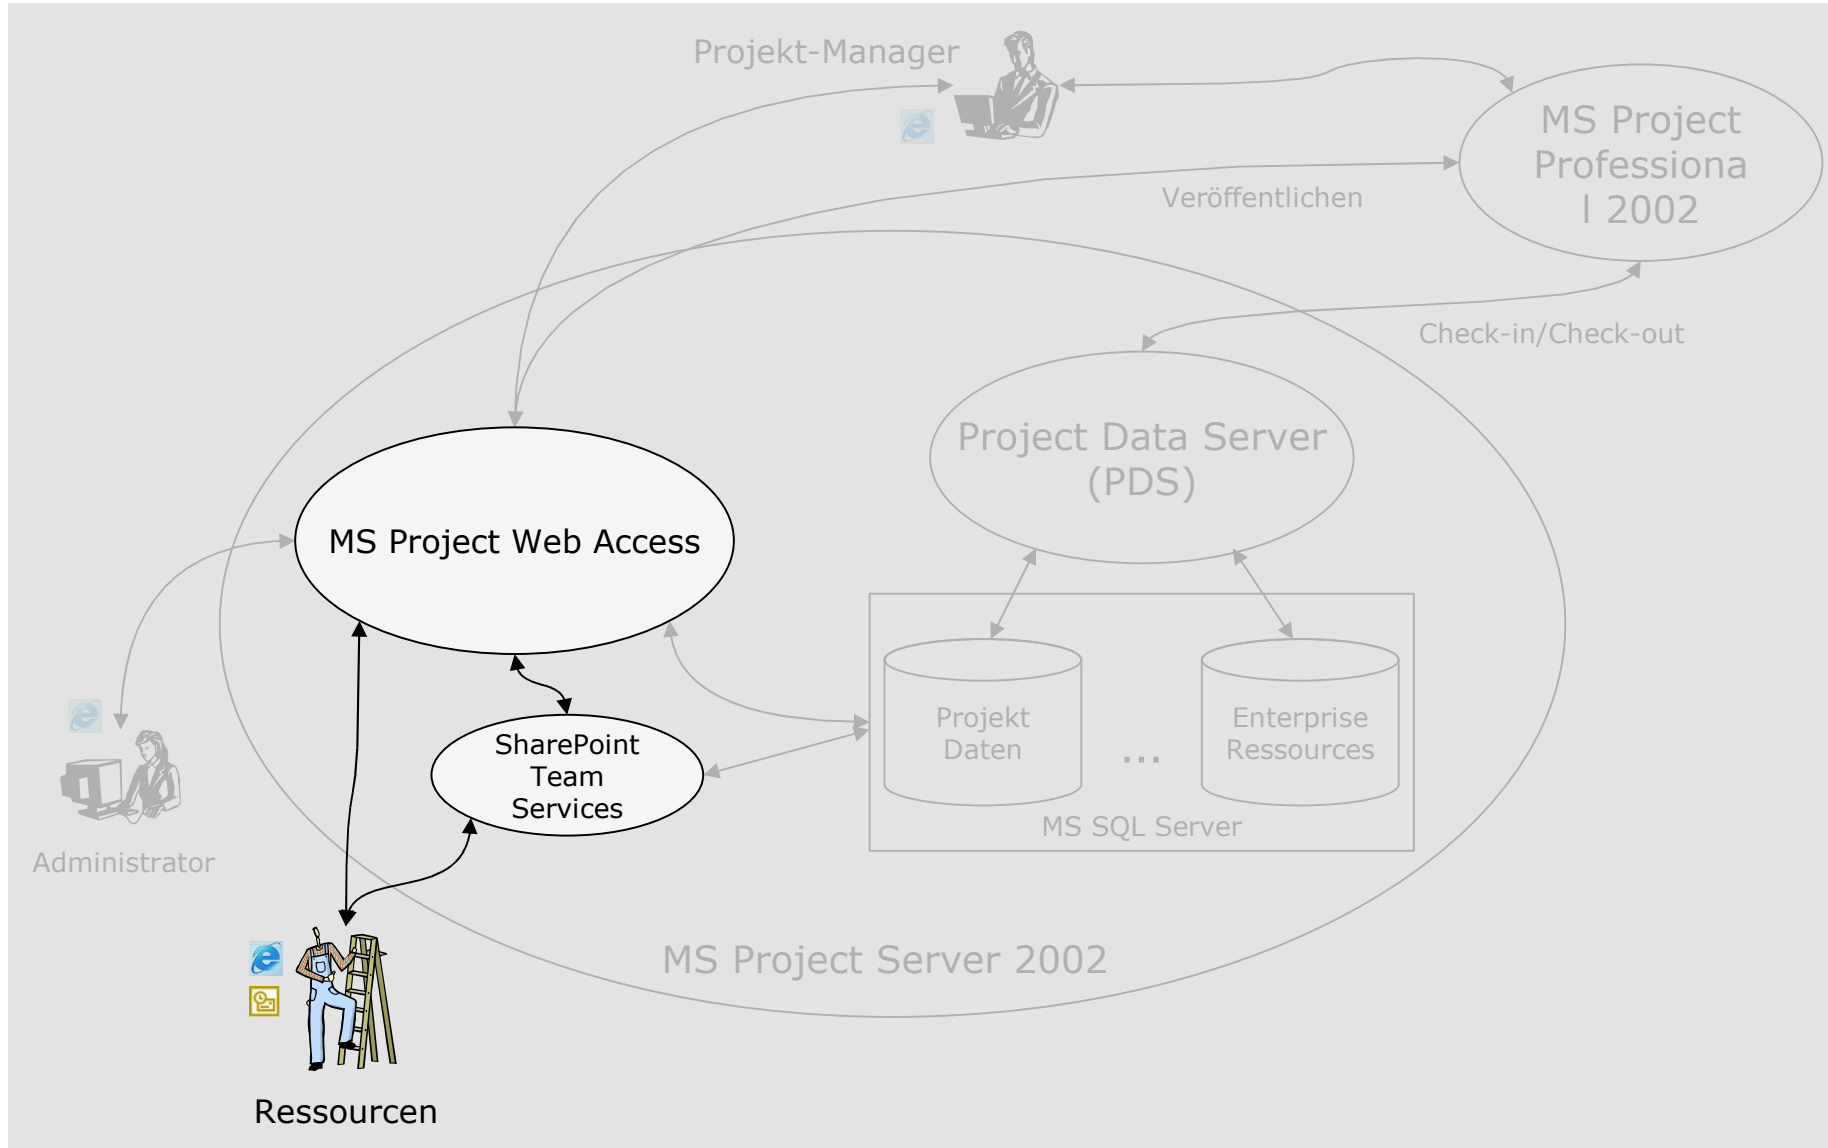 Projekt-Manager
MS Project
Professiona
l 2002
Veröffentlichen
Check-in/Check-out
Project Data Server
(PDS)
MS Project Web Access
Projekt
Daten
...
Enterprise
Ressources
SharePoint
Team
Services
MS SQL Server
Administrator
MS Project Server 2002
Ressourcen